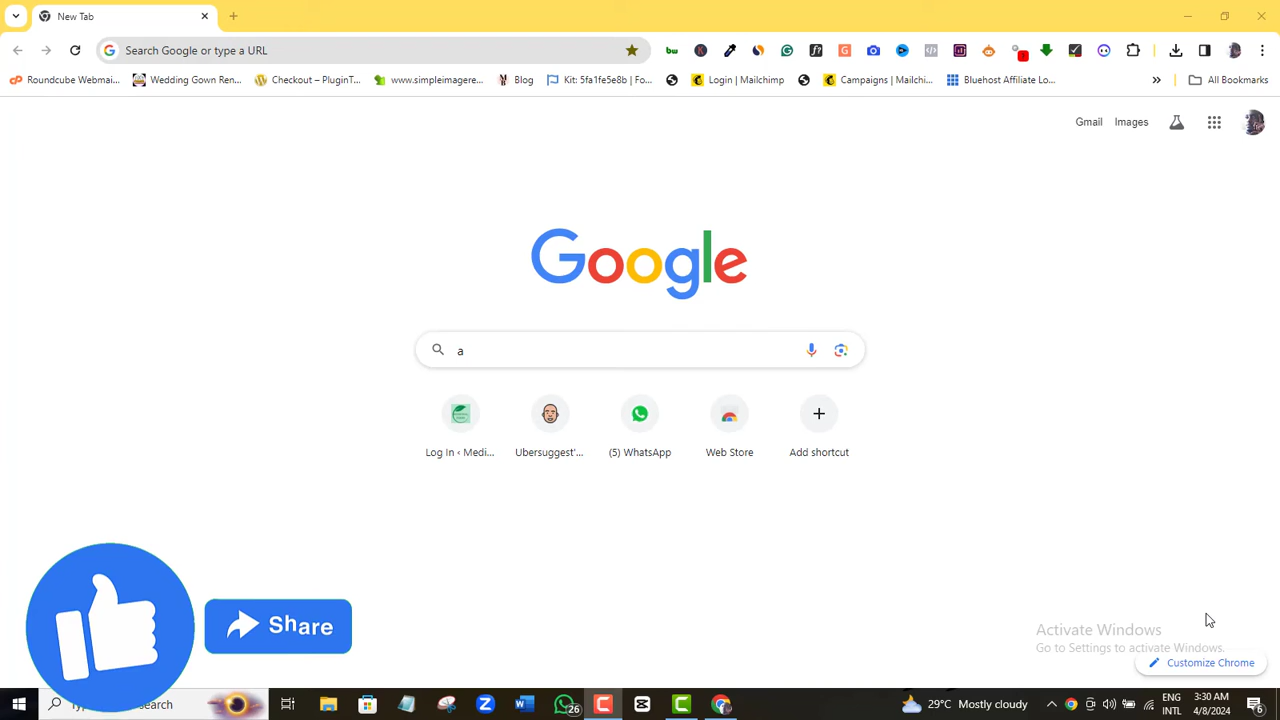 New Tab
Search Google or type a URL
Roundcube Webmai...
Wedding Gown Ren...
Checkout – PluginT...
www.simpleimagere...
Blog
Kit: 5fa1fe5e8b | Fo...
Login | Mailchimp
Campaigns | Mailchi...
Bluehost Affiliate Lo...
All Bookmarks
Gmail
Images
Google
a
Log In ‹ Medi...
Ubersuggest'...
(5) WhatsApp
Web Store
Add shortcut
Share
Activate Windows
Go to Settings to activate Windows.
Customize Chrome
search
26
29°C Mostly cloudy
ENG
INTL
3:30 AM
4/8/2024
6